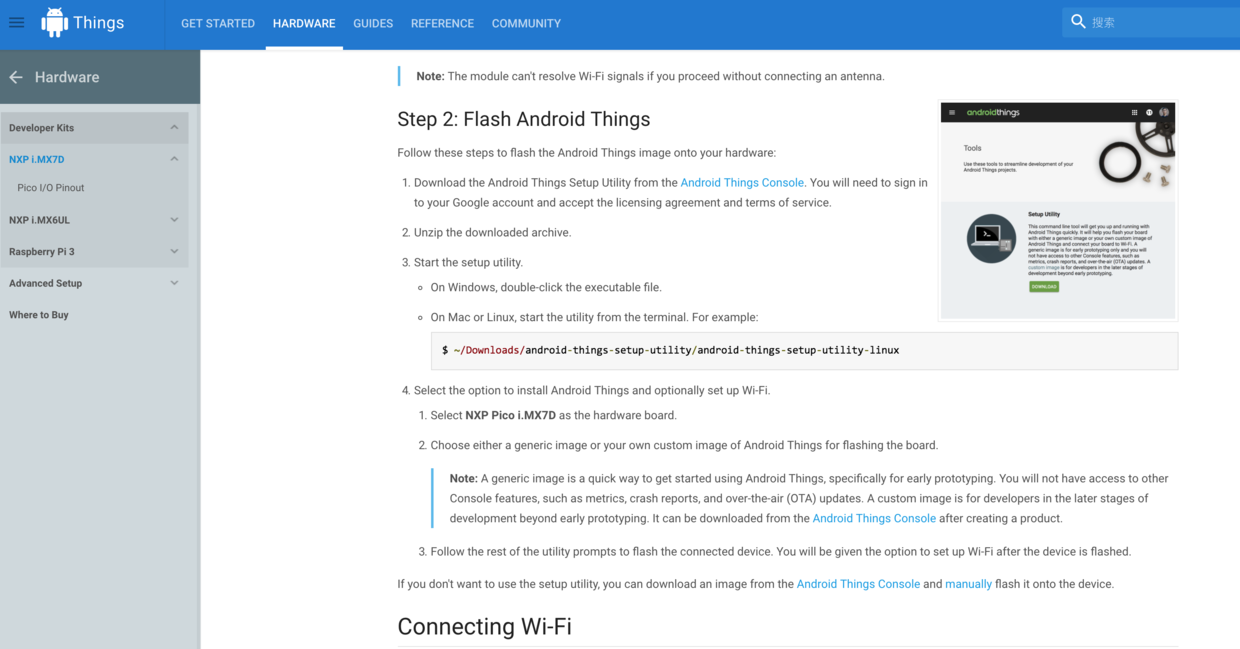 Things
GET STARTED
HARDWARE
GUIDES
REFERENCE
COMMUNITY
搜索
Hardware
Developer Kits
NXP i.MX7D
Pico I/O Pinout
NXP i.MX6UL
Raspberry Pi 3
Advanced Setup
Where to Buy
Note: The module can't resolve Wi-Fi signals if you proceed without connecting an antenna.
Step 2: Flash Android Things
Follow these steps to flash the Android Things image onto your hardware:
1. Download the Android Things Setup Utility from the Android Things Console. You will need to sign in
to your Google account and accept the licensing agreement and terms of service.
2. Unzip the downloaded archive.
3. Start the setup utility.
On Windows, double-click the executable file.
On Mac or Linux, start the utility from the terminal. For example:
$ ~/Downloads/android-things-setup-utility/android-things-setup-utility-linux
4. Select the option to install Android Things and optionally set up Wi-Fi.
1. Select NXP Pico i.MX7D as the hardware board.
2. Choose either a generic image or your own custom image of Android Things for flashing the board.
Note: A generic image is a quick way to get started using Android Things, specifically for early prototyping. You will not have access to other
Console features, such as metrics, crash reports, and over-the-air (OTA) updates. A custom image is for developers in the later stages of
development beyond early prototyping. It can be downloaded from the Android Things Console after creating a product.
3. Follow the rest of the utility prompts to flash the connected device. You will be given the option to set up Wi-Fi after the device is flashed.
If you don't want to use the setup utility, you can download an image from the Android Things Console and manually flash it onto the device.
Connecting Wi-Fi
androidthings
Tools
Use these tools to streamline development of your
Android Things projects.
Setup Utility
This command line tool will get you up and running with
Android Things quickly. It will help you flash your board
with either a generic image or your own custom image of
Android Things and connect your board to Wi-Fi. A
generic image is for early prototyping only and you will
not have access to other Console features, such as
metrics, crash reports, and over-the-air (OTA) updates. A
custom image is for developers in the later stages of
development beyond early prototyping.
DOWNLOAD